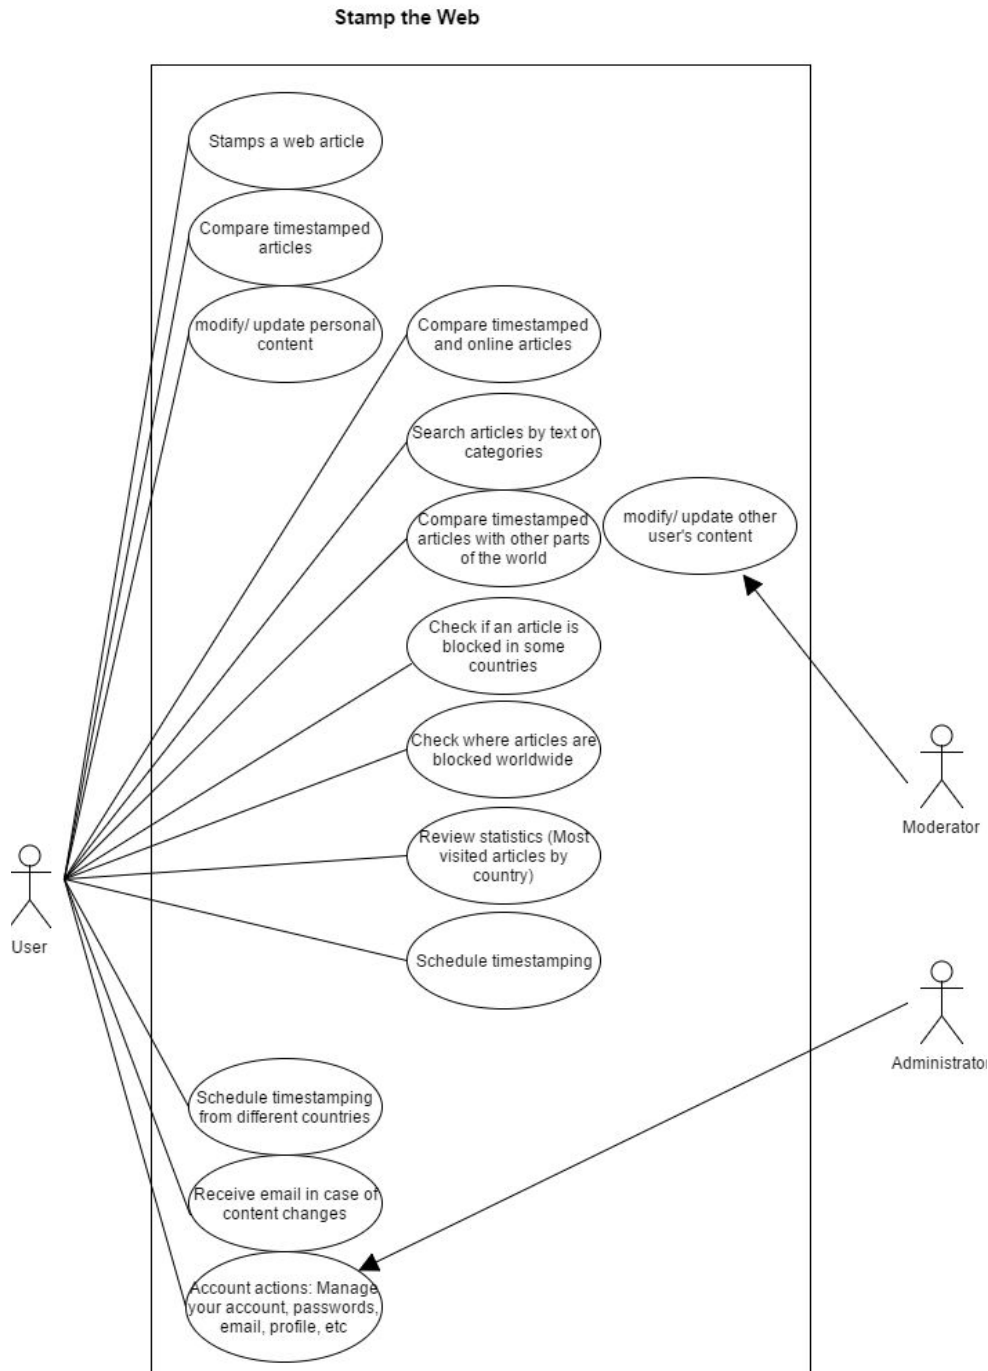 Stamp the Web
Stamps a web article
Compare timestamped
articles
modify/ update personal
content
Compare timestamped
and online articles
Search articles by text or
categories
Compare timestamped
articles with other parts
of the world
modify/ update other
user's content
Check if an article is
blocked in some
countries
Check where articles are
blocked worldwide
Moderator
Review statistics (Most
visited articles by
country)
User
Schedule timestamping
Administrator
Schedule timestamping
from different countries
Receive email in case of
content changes
Account actions: Manage
your account, passwords,
email, profile, etc